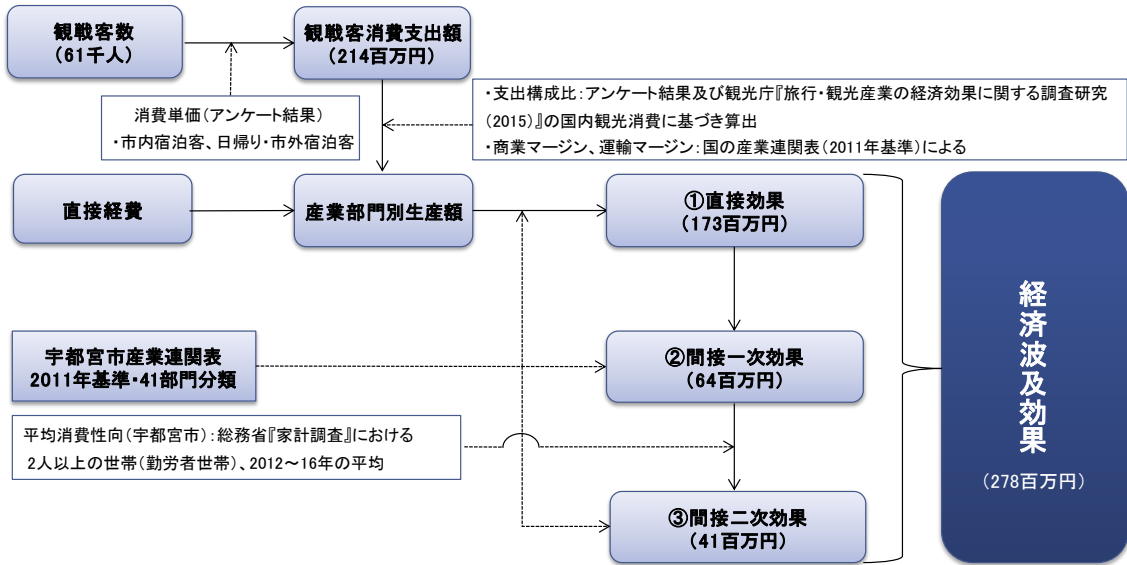 観戦客数
(61千人)
観戦客消費支出額
(214百万円)
消費単価(アンケート結果)
・市内宿泊客、日帰り・市外宿泊客
・支出構成比:アンケート結果及び観光庁『旅行・観光産業の経済効果に関する調査研究
(2015)』の国内観光消費に基づき算出
・商業マージン、運輸マージン:国の産業連関表(2011年基準)による
直接経費
産業部門別生産額
①直接効果
(173百万円)
宇都宮市産業連関表
2011年基準・41部門分類
②間接一次効果
(64百万円)
平均消費性向(宇都宮市):総務省『家計調査』における
2人以上の世帯(勤労者世帯)、2012~16年の平均
③間接二次効果
(41百万円)
経済波及効果
(278百万円)